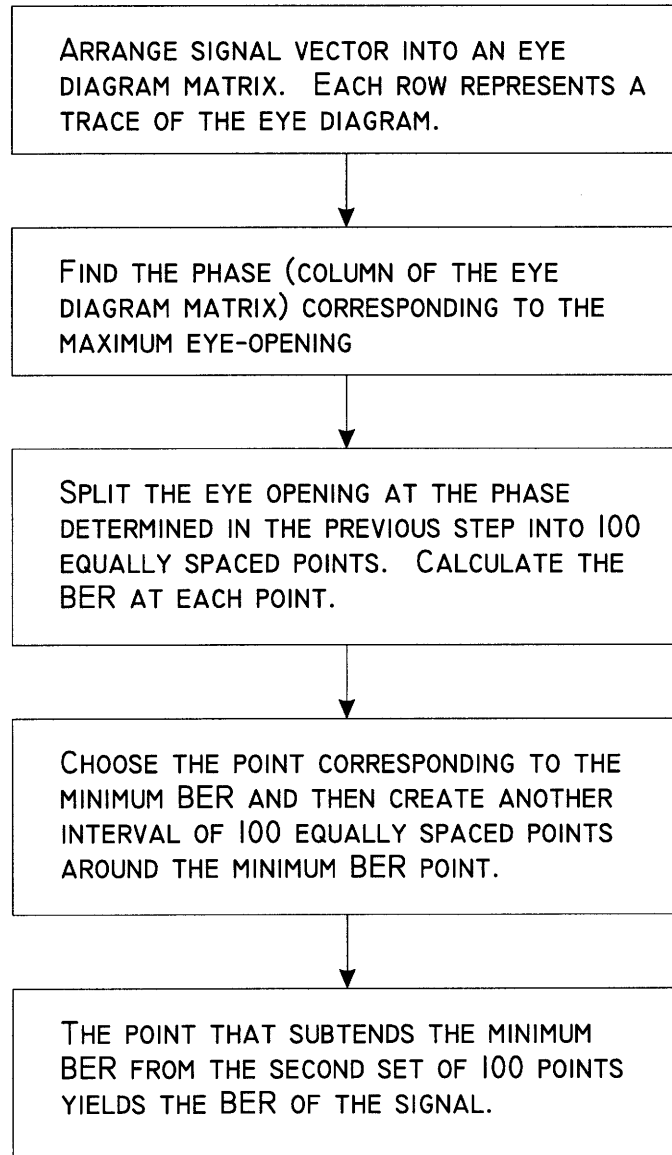 ARRANGE SIGNAL VECTOR INTO AN EYE
DIAGRAM MATRIX. EACH ROW REPRESENTS A
TRACE OF THE EYE DIAGRAM.
FIND THE PHASE (COLUMN OF THE EYE
DIAGRAM MATRIX) CORRESPONDING TO THE
MAXIMUM EYE-OPENING
SPLIT THE EYE OPENING AT THE PHASE
DETERMINED IN THE PREVIOUS STEP INTO 100
EQUALLY SPACED POINTS. CALCULATE THE
BER AT EACH POINT.
CHOOSE THE POINT CORRESPONDING TO THE
MINIMUM BER AND THEN CREATE ANOTHER
INTERVAL OF 100 EQUALLY SPACED POINTS
AROUND THE MINIMUM BER POINT.
THE POINT THAT SUBTENDS THE MINIMUM
BER FROM THE SECOND SET OF 100 POINTS
YIELDS THE BER OF THE SIGNAL.